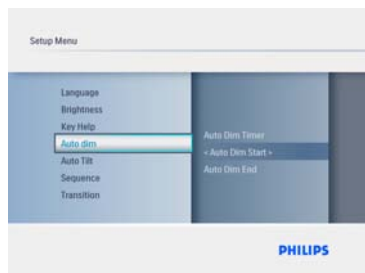 Setup Menu
Language
Brightness
Key Help
Auto dim
Auto Tilt
Sequence
Transition
Auto Dim Timer
< Auto Dim Start >
Auto Dim End
PHILIPS